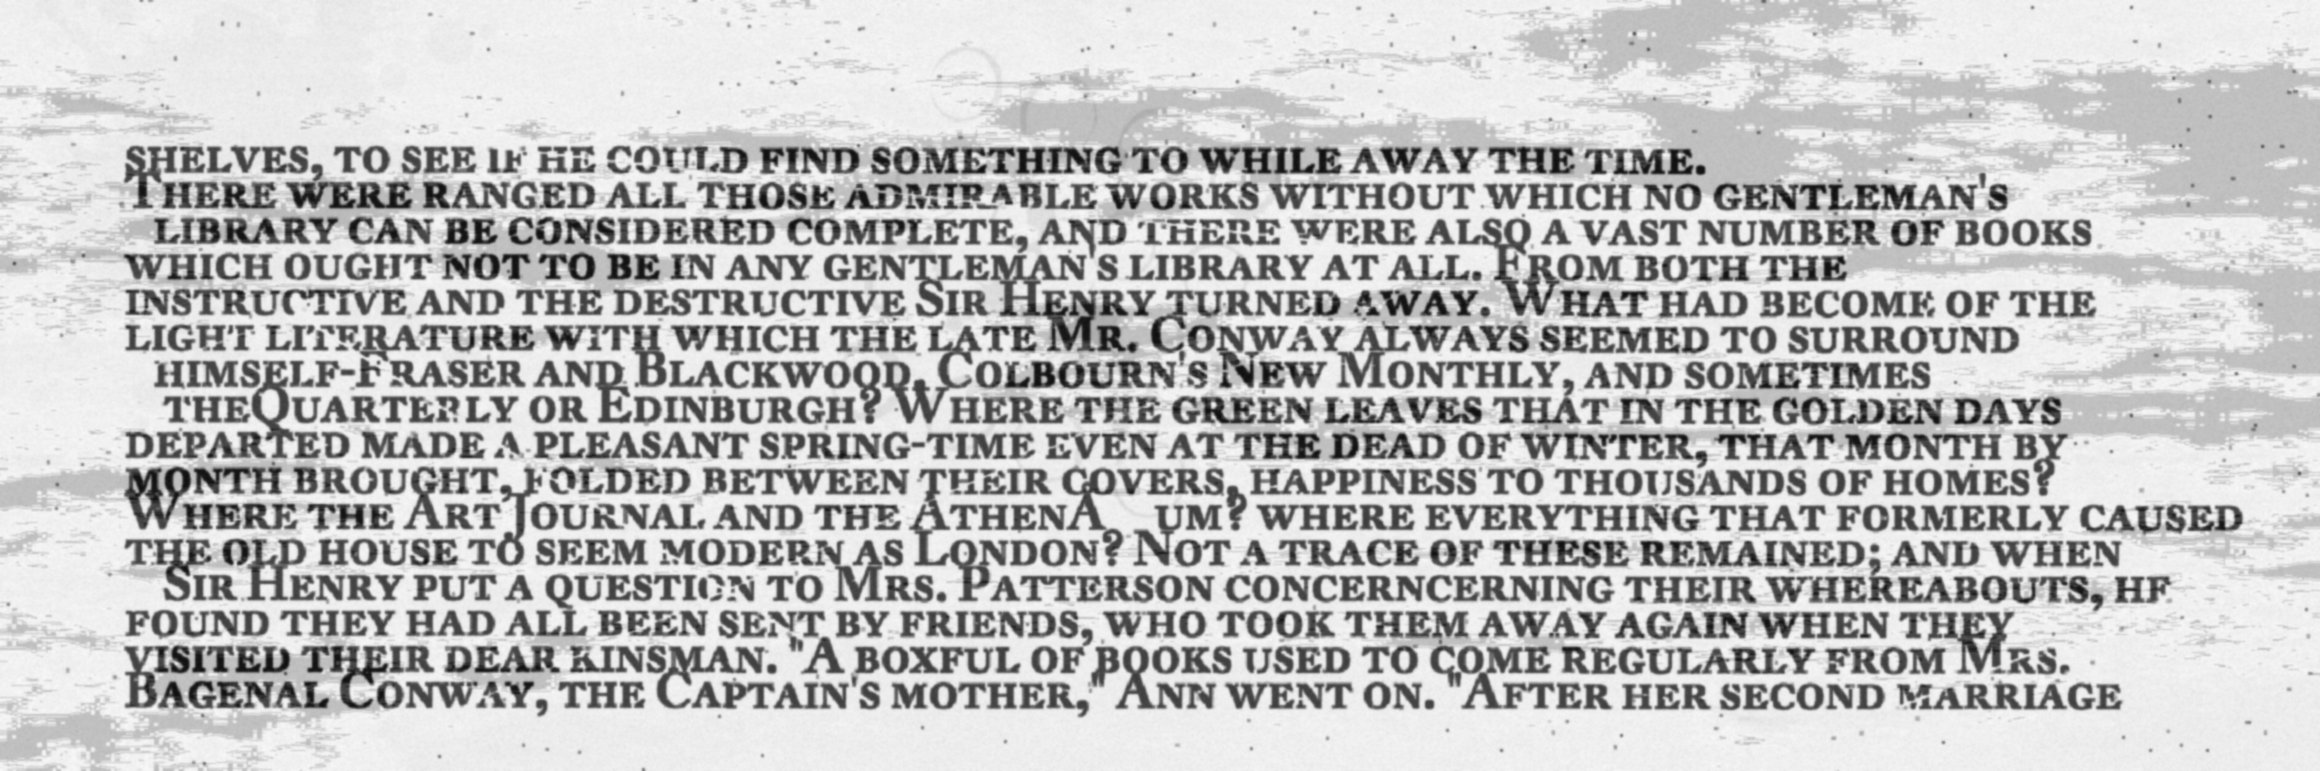 shelves, to see if he could find something to while away the time.
There were ranged all those admirable works without which no gentleman's
library can be considered complete, and there were also a vast number of books
which ought not to be in any gentleman's library at all. From both the
instructive and the destructive Sir Henry turned away. What had become of the
light literature with which the late Mr. Conway always seemed to surround
himself-Fraser and Blackwood, Colbourn's New Monthly, and sometimes
theQuarterly or Edinburgh? Where the green leaves that in the golden days
departed made a pleasant spring-time even at the dead of winter, that month by
month brought, folded between their covers, happiness to thousands of homes?
Where the Art Journal and the AthenA um? where everything that formerly caused
the old house to seem modern as London? Not a trace of these remained; and when
Sir Henry put a question to Mrs. Patterson concerncerning their whereabouts, he
found they had all been sent by friends, who took them away again when they
visited their dear kinsman. "A boxful of books used to come regularly from Mrs.
Bagenal Conway, the Captain's mother," Ann went on. "After her second marriage